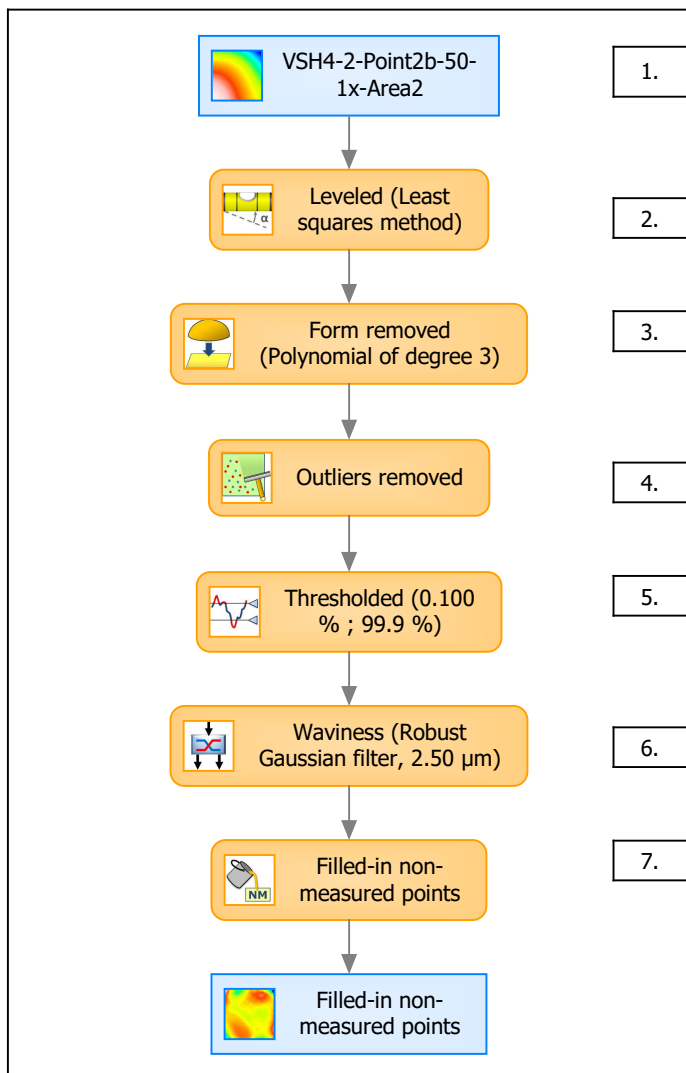 VSH4-2-Point2b-50-
1x-Area2
1.
Leveled (Least
squares method)
α
2.
Form removed
(Polynomial of degree 3)
3.
Outliers removed
4.
Thresholded (0.100
% ; 99.9 %)
5.
Waviness (Robust
Gaussian filter, 2.50 µm)
6.
Filled-in non-
measured points
NM
7.
Filled-in non-
measured points